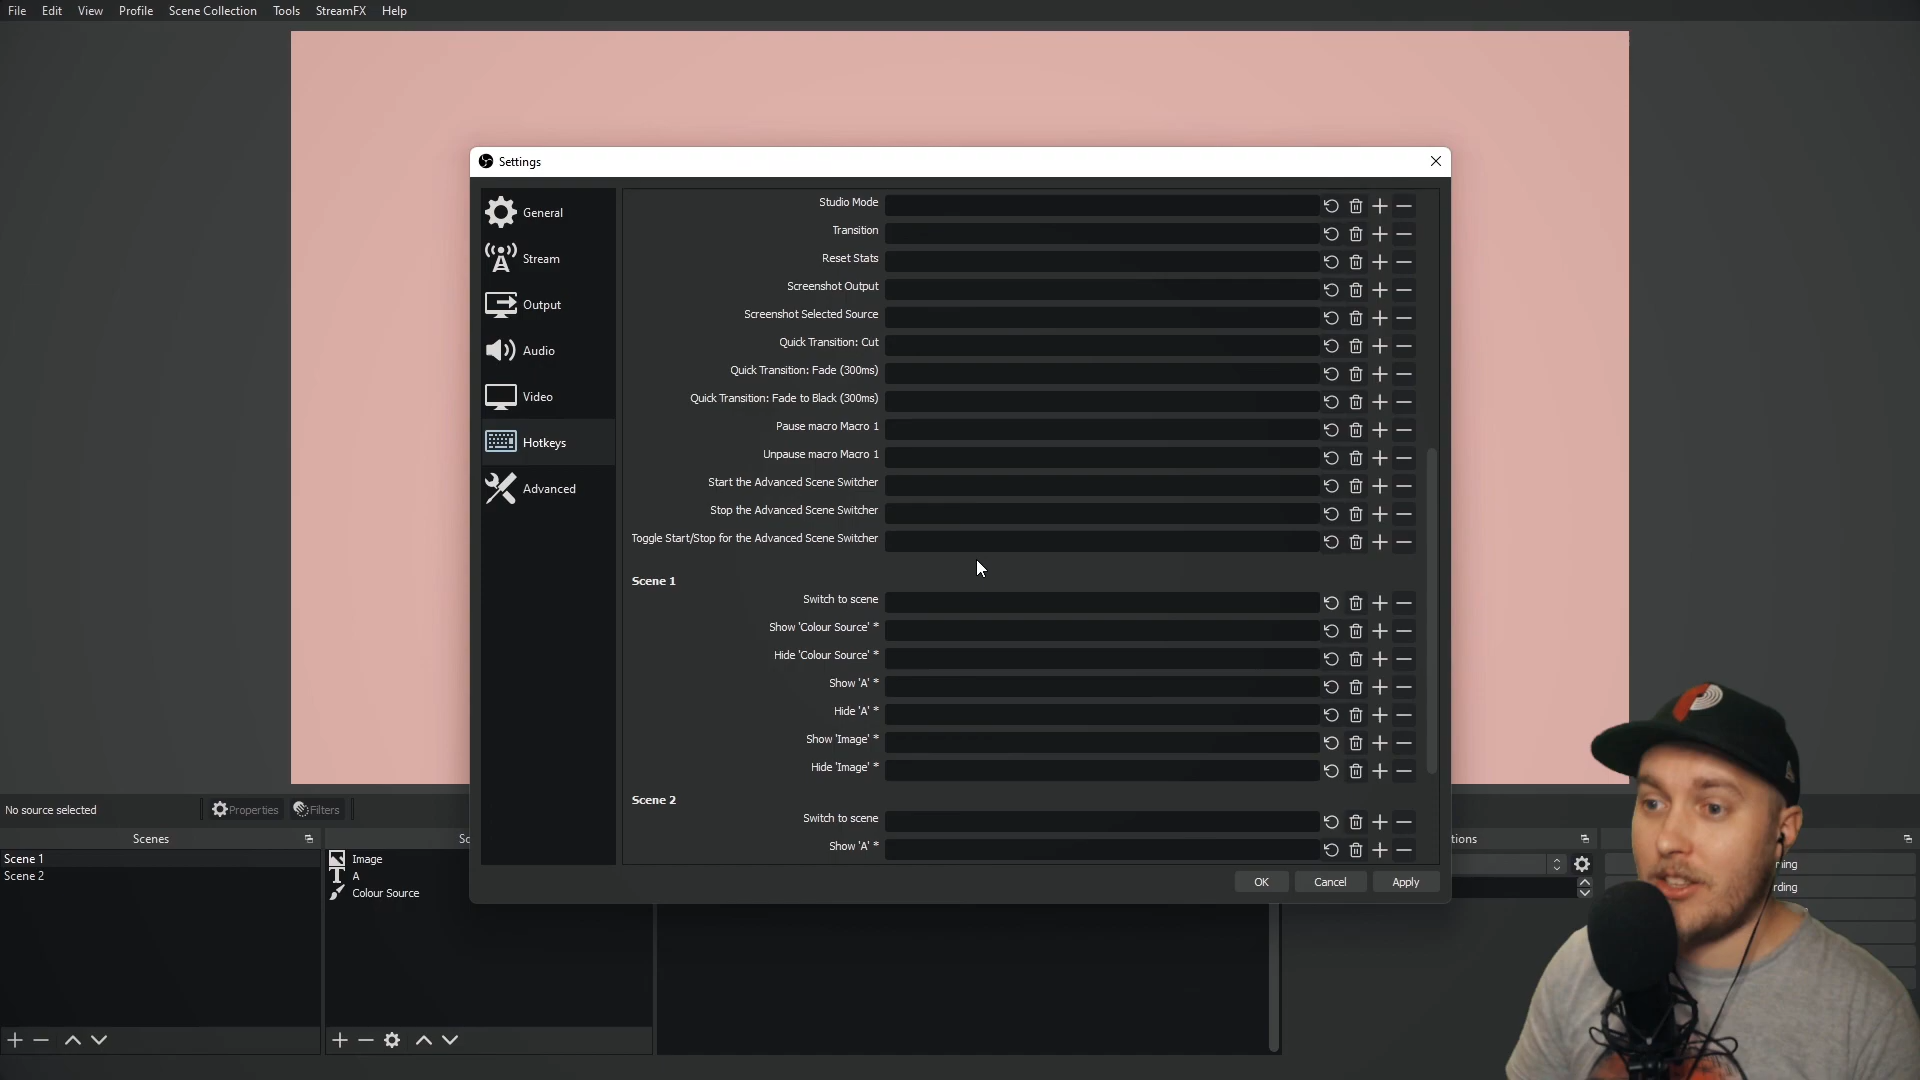 File Edit View Profile Scene Collection Tools StreamFX Help
Settings
General
Stream
Output
Audio
Video
Hotkeys
Advanced
Studio Mode
Transition
Reset Stats
Screenshot Output
Screenshot Selected Source
Quick Transition: Cut
Quick Transition: Fade (300ms)
Quick Transition: Fade to Black (300ms)
Pause macro Macro 1
Unpause macro Macro 1
Start the Advanced Scene Switcher
Stop the Advanced Scene Switcher
Toggle Start/Stop for the Advanced Scene Switcher
Scene 1
Switch to scene
Show 'Colour Source' *
Hide 'Colour Source' *
Show 'A' *
Hide 'A' *
Show 'Image' *
Hide 'Image' *
Scene 2
Switch to scene
Show 'A' *
OK Cancel Apply
No source selected Properties Filters
Scenes
Scene 1
Scene 2
Sc
Image
A
Colour Source
tions
ning
rding